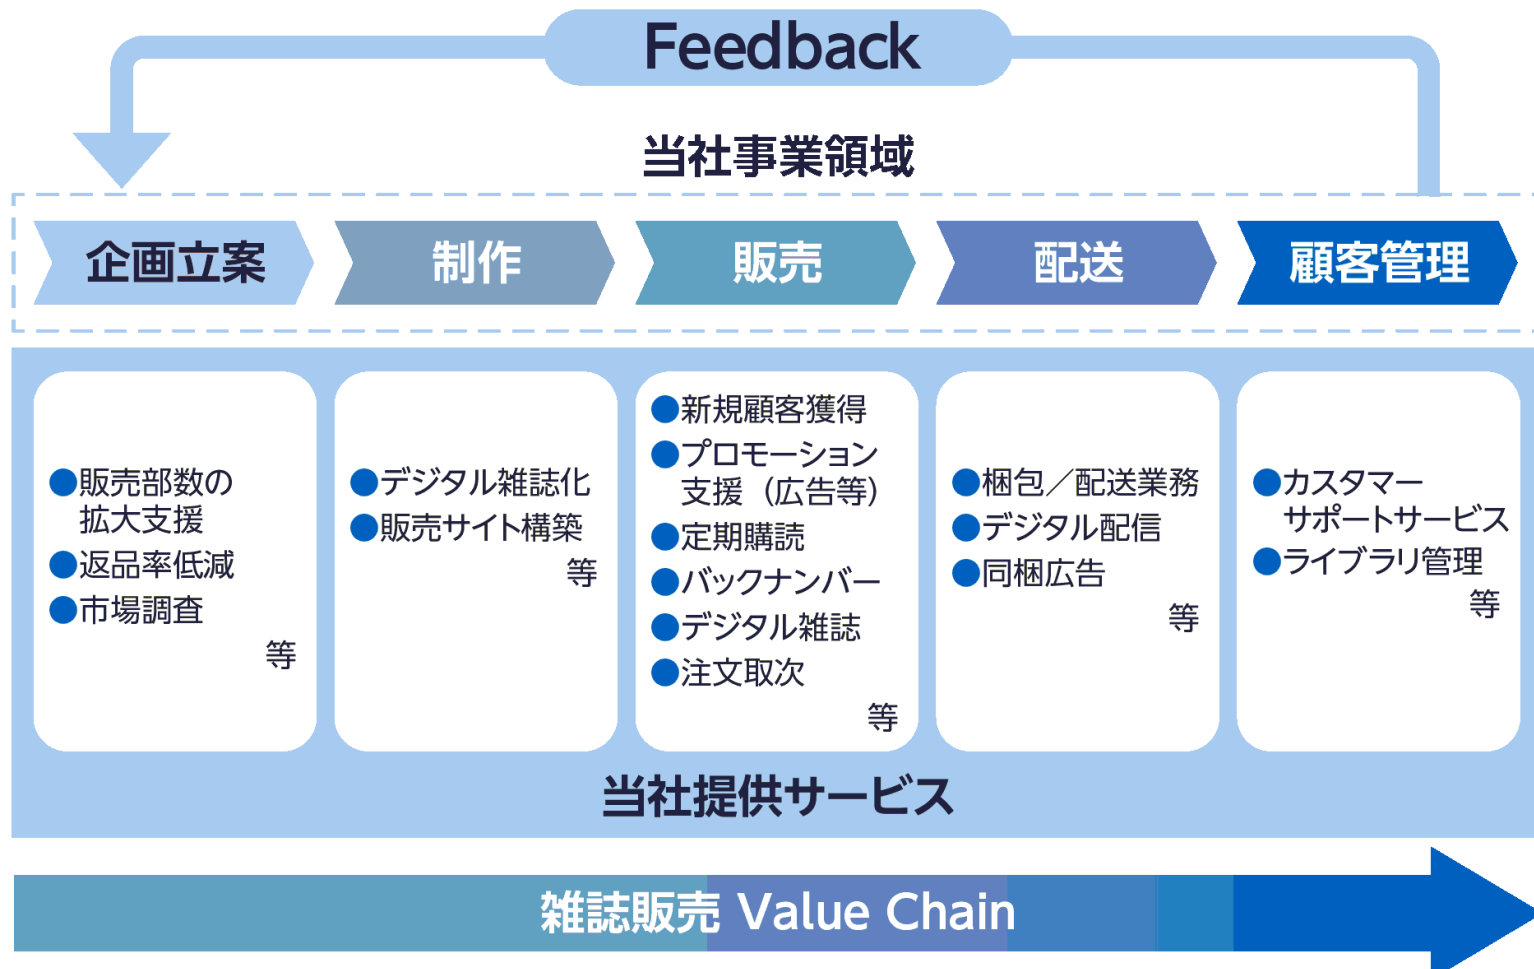 Feedback
当社事業領域
企画立案
制作
販売
配送
顧客管理
●販売部数の
拡大支援
●返品率低減
●市場調査
等
●デジタル雑誌化
●販売サイト構築
等
●新規顧客獲得
●プロモーション
支援（広告等）
●定期購読
●バックナンバー
●デジタル雑誌
●注文取次
等
●梱包／配送業務
●デジタル配信
●同梱広告
等
●カスタマー
サポートサービス
●ライブラリ管理
等
当社提供サービス
雑誌販売 Value Chain